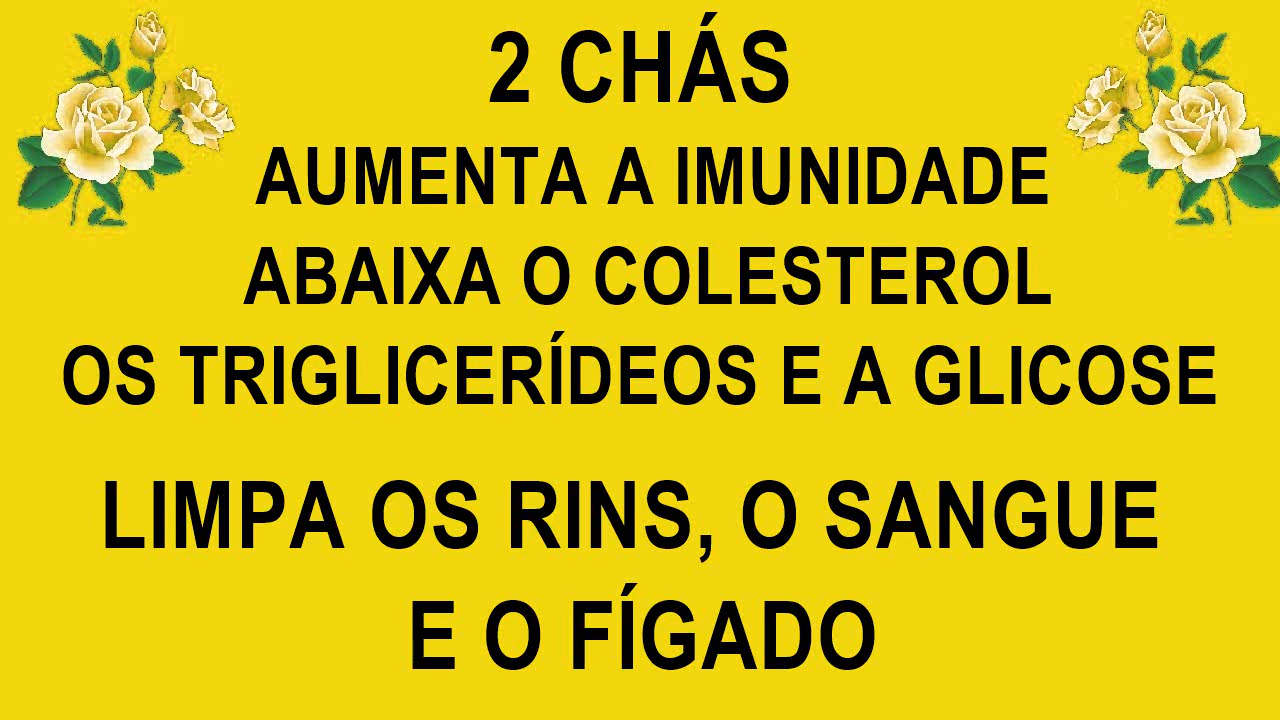 2 CHÁS
AUMENTA A IMUNIDADE
ABAIXA O COLESTEROL
OS TRIGLICERÍDEOS E A GLICOSE
LIMPA OS RINS, O SANGUE
E O FÍGADO